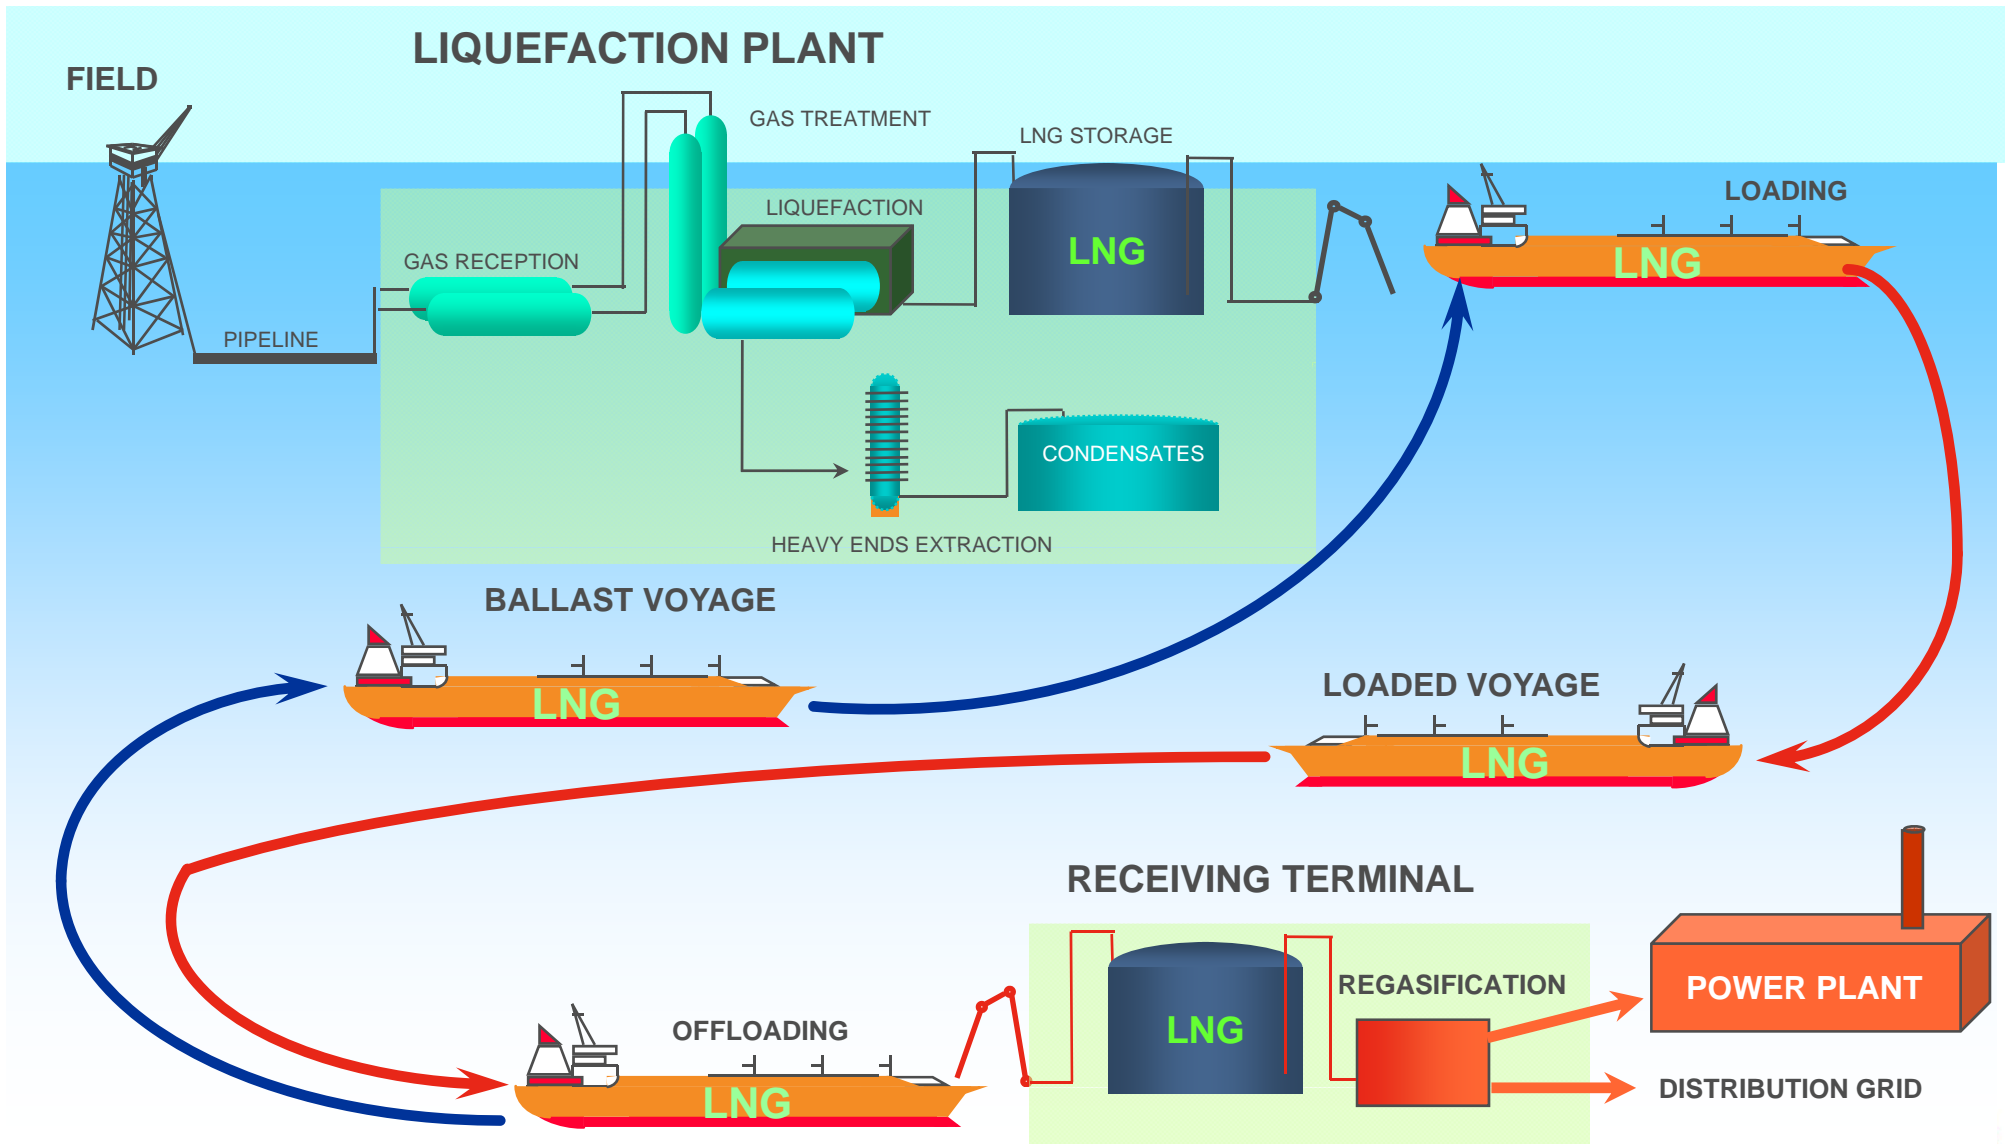 LIQUEFACTION PLANT
FIELD
GAS TREATMENT
LNG STORAGE
LOADING
LIQUEFACTION
LNG
LNG
GAS RECEPTION
PIPELINE
CONDENSATES
HEAVY ENDS EXTRACTION
BALLAST VOYAGE
LNG
LOADED VOYAGE
LNG
RECEIVING TERMINAL
REGASIFICATION
POWER PLANT
OFFLOADING
LNG
LNG
DISTRIBUTION GRID